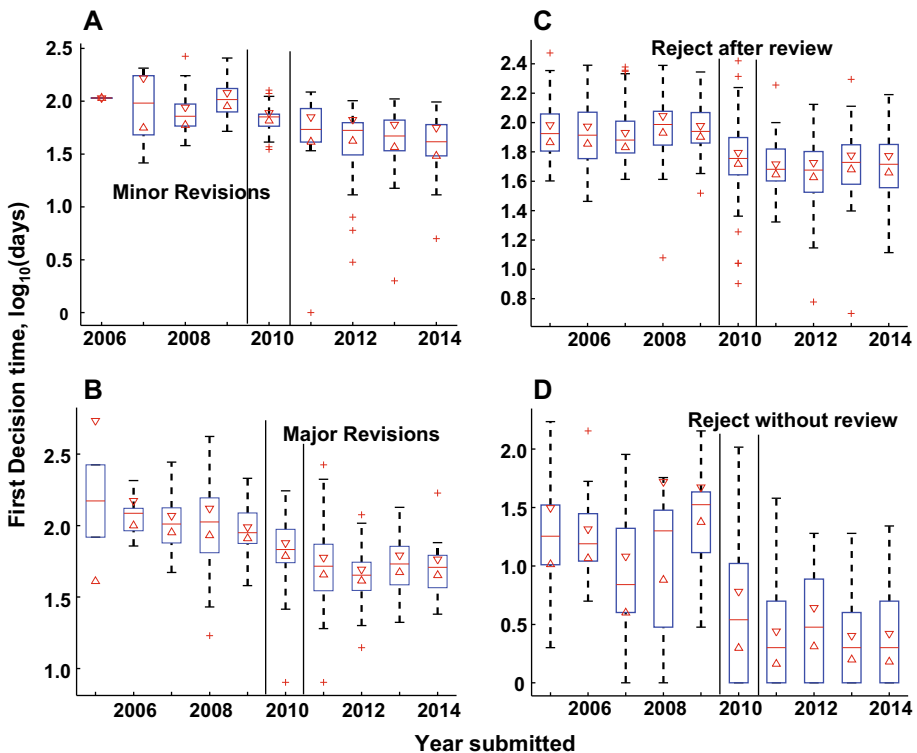 A
2.5
2.0
1.5
1.0
0.5
0
Minor Revisions
2006 2008 2010 2012 2014
C
Reject after review
2.4
2.2
2.0
1.8
1.6
1.4
1.2
1.0
0.8
2006 2008 2010 2012 2014
First Decision time, log10(days)
B
Major Revisions
2.5
2.0
1.5
1.0
2006 2008 2010 2012 2014
D
Reject without review
2.0
1.5
1.0
0.5
0
2006 2008 2010 2012 2014
Year submitted